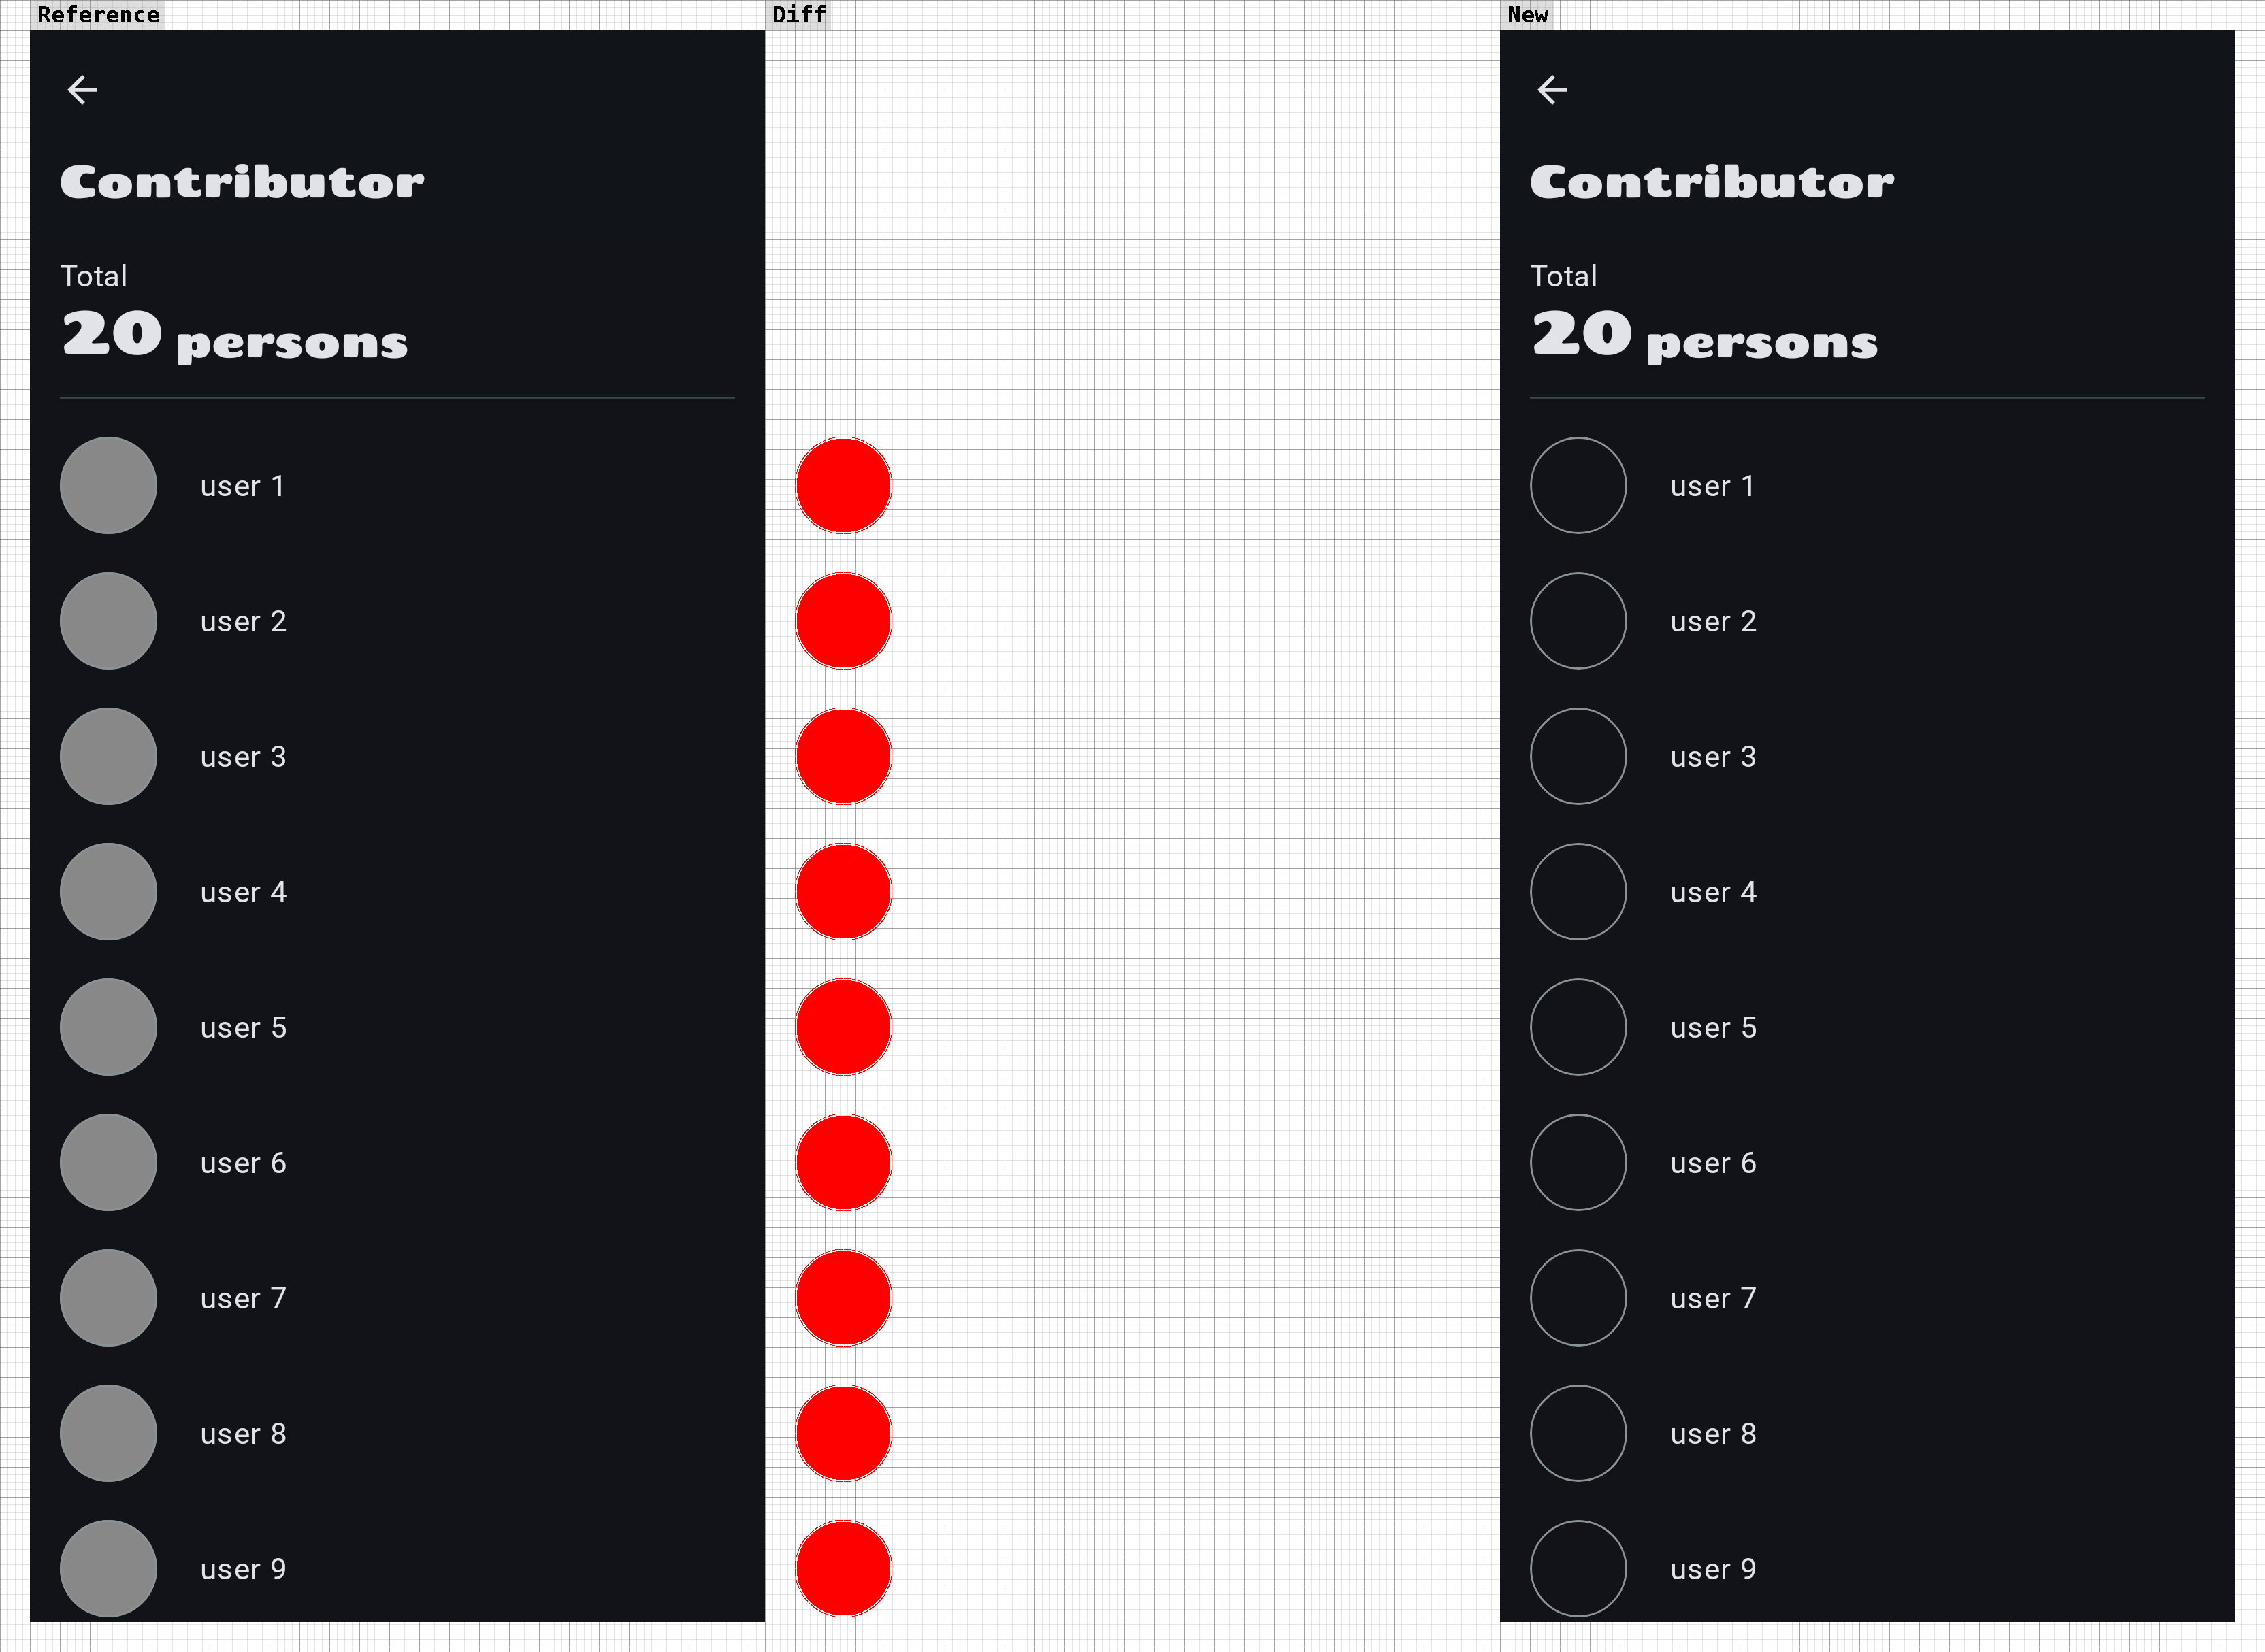 Reference
Contributor
Total
20 persons
user 1
user 2
user 3
user 4
user 5
user 6
user 7
user 8
user 9
Diff
New
Contributor
Total
20 persons
user 1
user 2
user 3
user 4
user 5
user 6
user 7
user 8
user 9